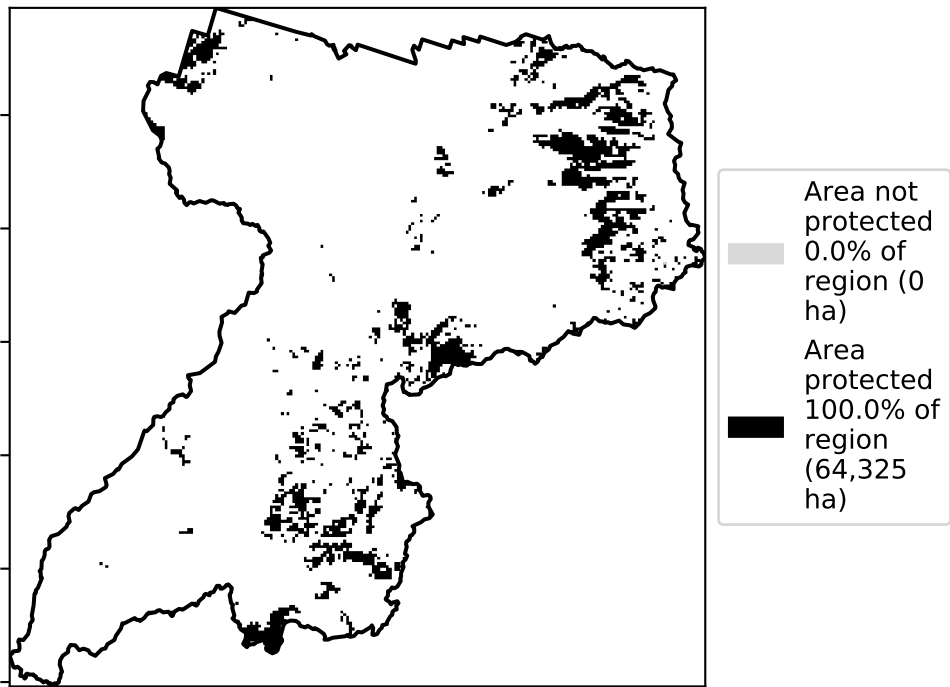 Area not
protected
0.0% of
region (0
ha)
Area
protected
100.0% of
region
(64,325
ha)